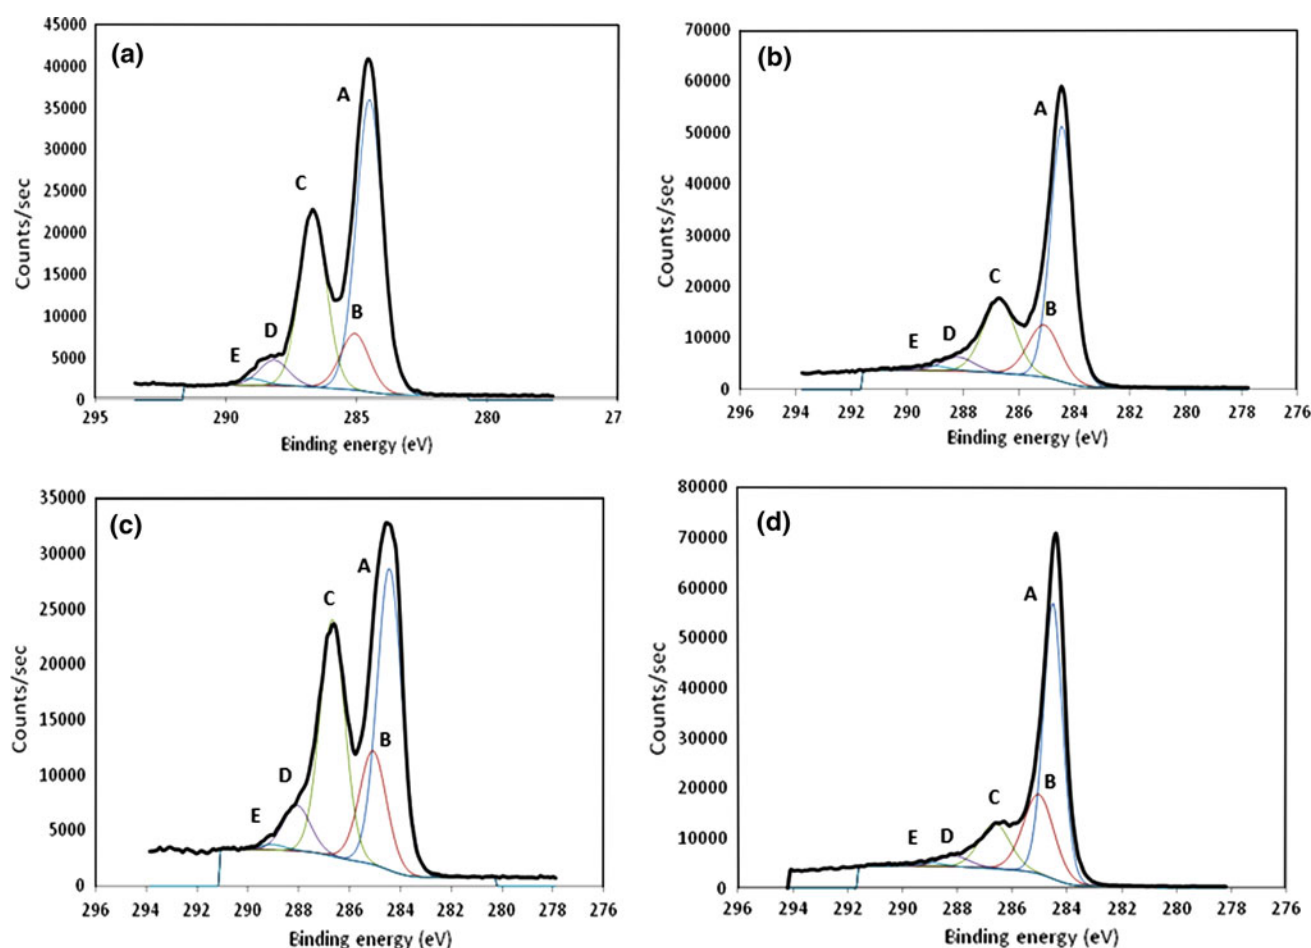 (a)
45000
40000
35000
30000
25000
20000
15000
10000
5000
0
Counts/sec
A
B
C
D
E
295 290 285 280 27
Binding energy (eV)
(b)
70000
60000
50000
40000
30000
20000
10000
0
Counts/sec
A
B
C
D
E
296 294 292 290 288 286 284 282 280 278 276
Binding energy (eV)
(c)
35000
30000
25000
20000
15000
10000
5000
0
Counts/sec
A
B
C
D
E
296 294 292 290 288 286 284 282 280 278 276
Binding energy (eV)
(d)
80000
70000
60000
50000
40000
30000
20000
10000
0
Counts/sec
A
B
C
D
E
296 294 292 290 288 286 284 282 280 278 276
Binding energy (eV)